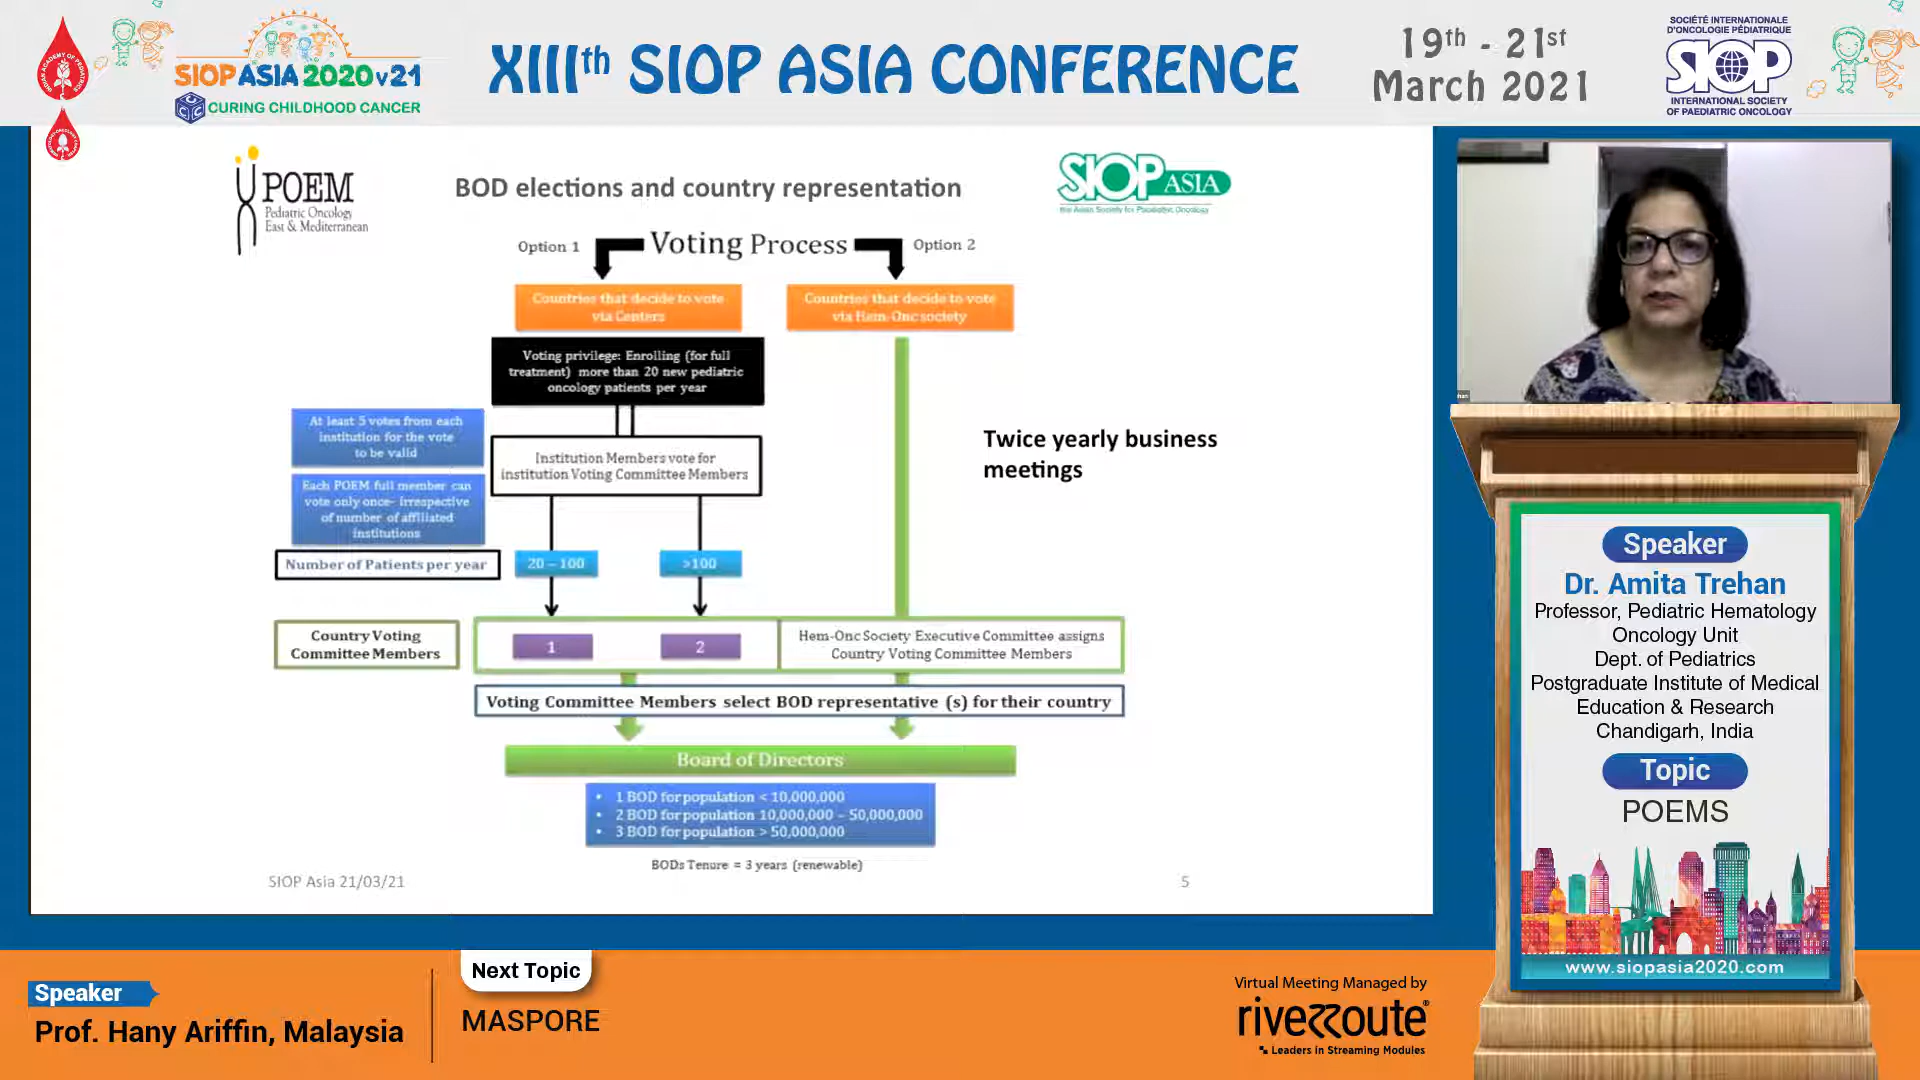 SIOP ASIA 2020 v21
CURING CHILDHOOD CANCER
XIIIth SIOP ASIA CONFERENCE
19th - 21st
March 2021
SOCIÉTÉ INTERNATIONALE
D'ONCOLOGIE PÉDIATRIQUE
SIOP
INTERNATIONAL SOCIETY
OF PAEDIATRIC ONCOLOGY
POEM
Pediatric Oncology
East & Mediterranean
BOD elections and country representation
SIOP ASIA
the Asian Society for Paediatric Oncology
Option 1
Voting Process
Option 2
Countries that decide to vote
via Centers
Countries that decide to vote
via Hem-Onc society
Voting privilege: Enrolling (for full
treatment) more than 20 new pediatric
oncology patients per year
At least 5 votes from each
institution for the vote
to be valid
Institution Members vote for
institution Voting Committee Members
Each POEM full member can
vote only once- irrespective
of number of affiliated
institutions
Twice yearly business
meetings
Number of Patients per year
20 – 100
>100
Country Voting
Committee Members
1
2
Hem-Onc Society Executive Committee assigns
Country Voting Committee Members
Voting Committee Members select BOD representative (s) for their country
Board of Directors
• 1 BOD for population < 10,000,000
• 2 BOD for population 10,000,000 – 50,000,000
• 3 BOD for population > 50,000,000
BODs Tenure = 3 years (renewable)
SIOP Asia 21/03/21
5
Speaker
Dr. Amita Trehan
Professor, Pediatric Hematology
Oncology Unit
Dept. of Pediatrics
Postgraduate Institute of Medical
Education & Research
Chandigarh, India
Topic
POEMS
www.siopasia2020.com
Speaker
Prof. Hany Ariffin, Malaysia
Next Topic
MASPORE
Virtual Meeting Managed by
riveRroute®
Leaders in Streaming Modules